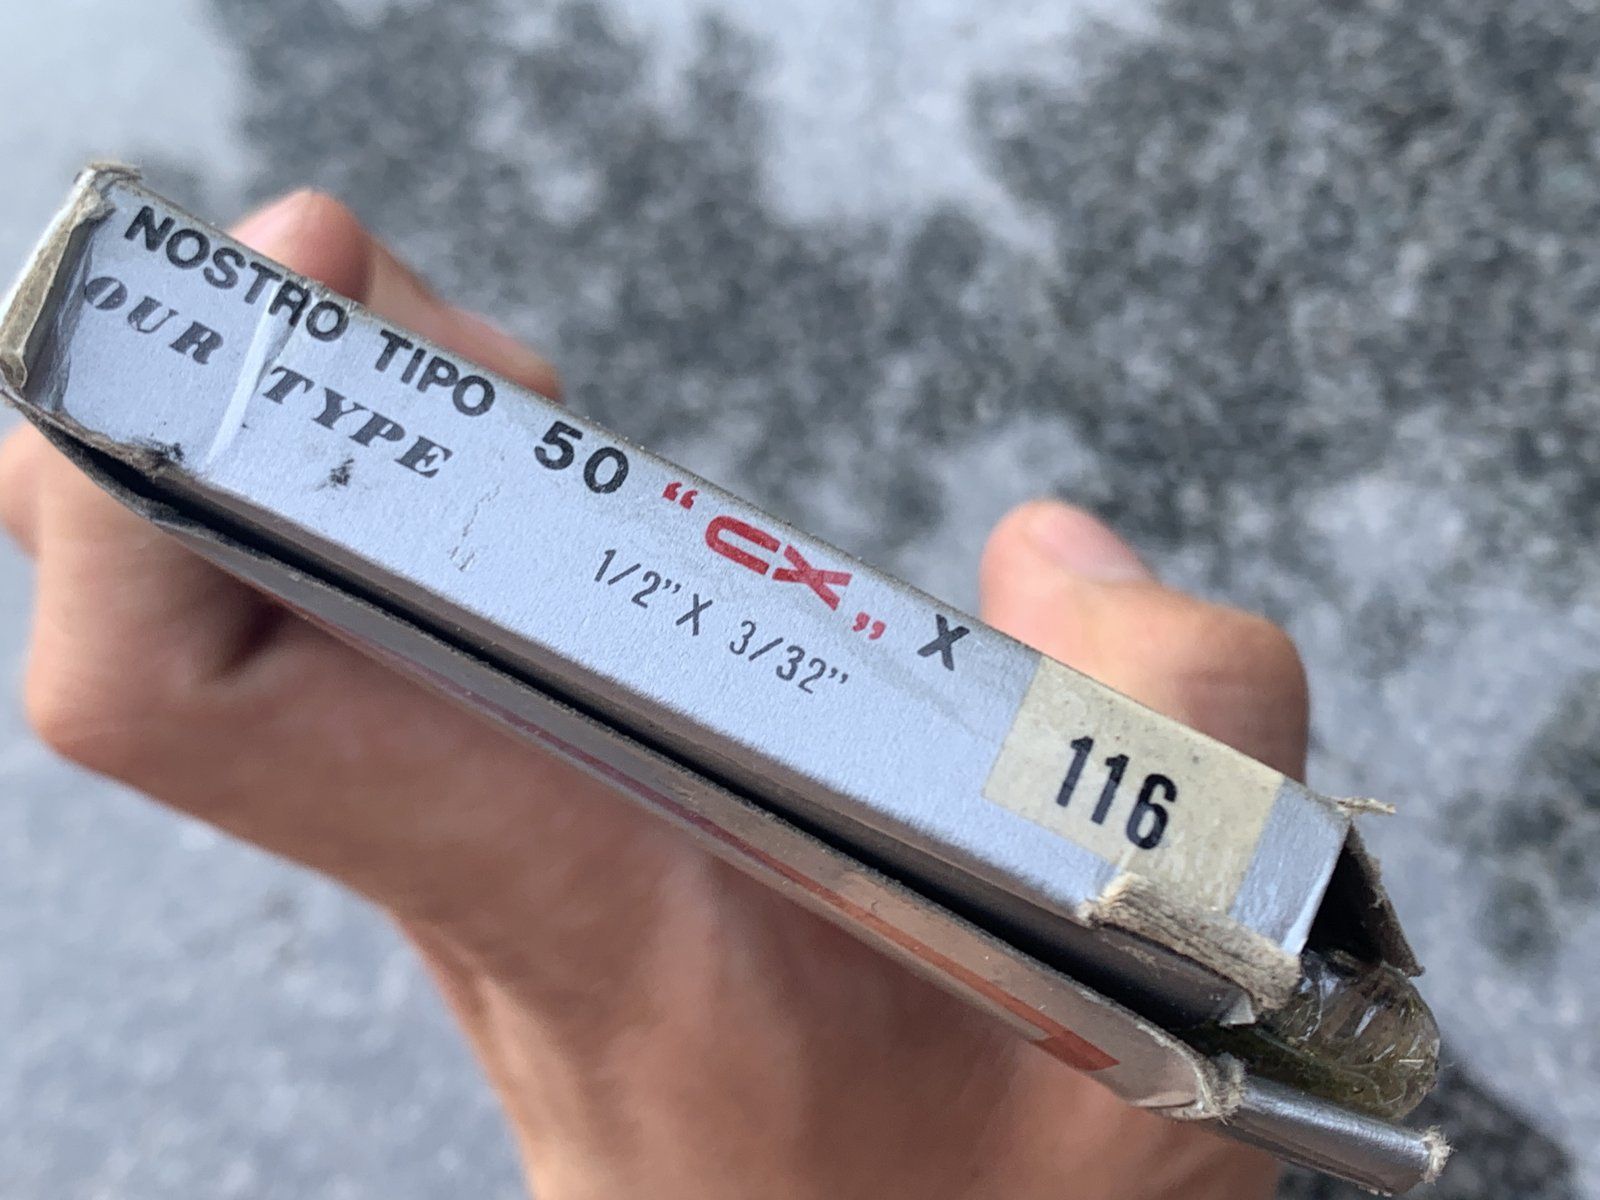 NOSTRO TIPO 50 “CX” X 116
OUR TYPE 1/2” X 3/32”